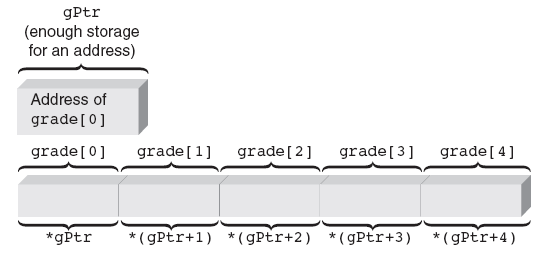 gPtr
(enough storage
for an address)
Address of
grade[0]
grade[0] grade[1] grade[2] grade[3] grade[4]
*gPtr *(gPtr+1) *(gPtr+2) *(gPtr+3) *(gPtr+4)